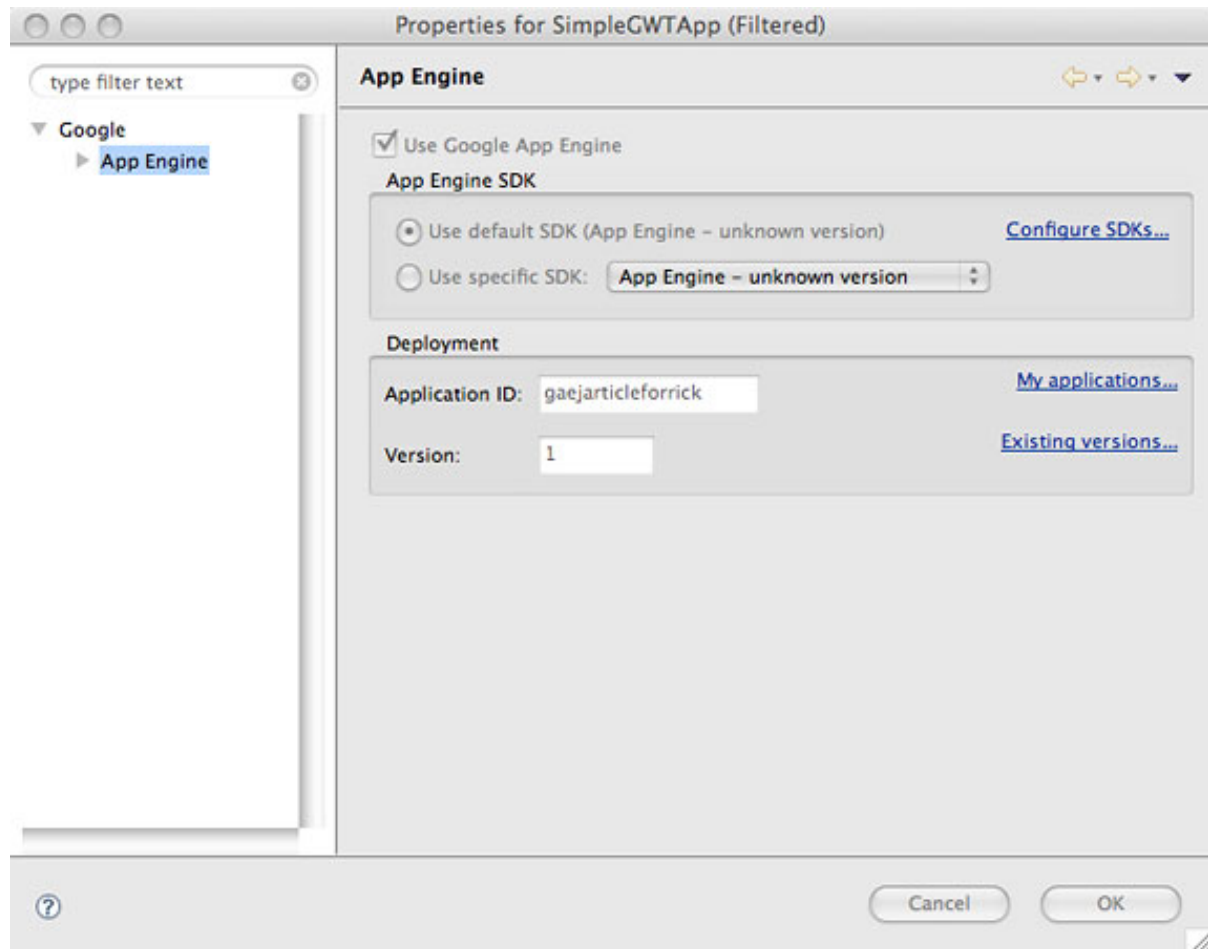 Properties for SimpleGWTApp (Filtered)
type filter text
Google
App Engine
App Engine
Use Google App Engine
App Engine SDK
Use default SDK (App Engine – unknown version)
Configure SDKs...
Use specific SDK: App Engine – unknown version
Deployment
Application ID: gaejarticleforrick
My applications...
Version: 1
Existing versions...
?
Cancel
OK